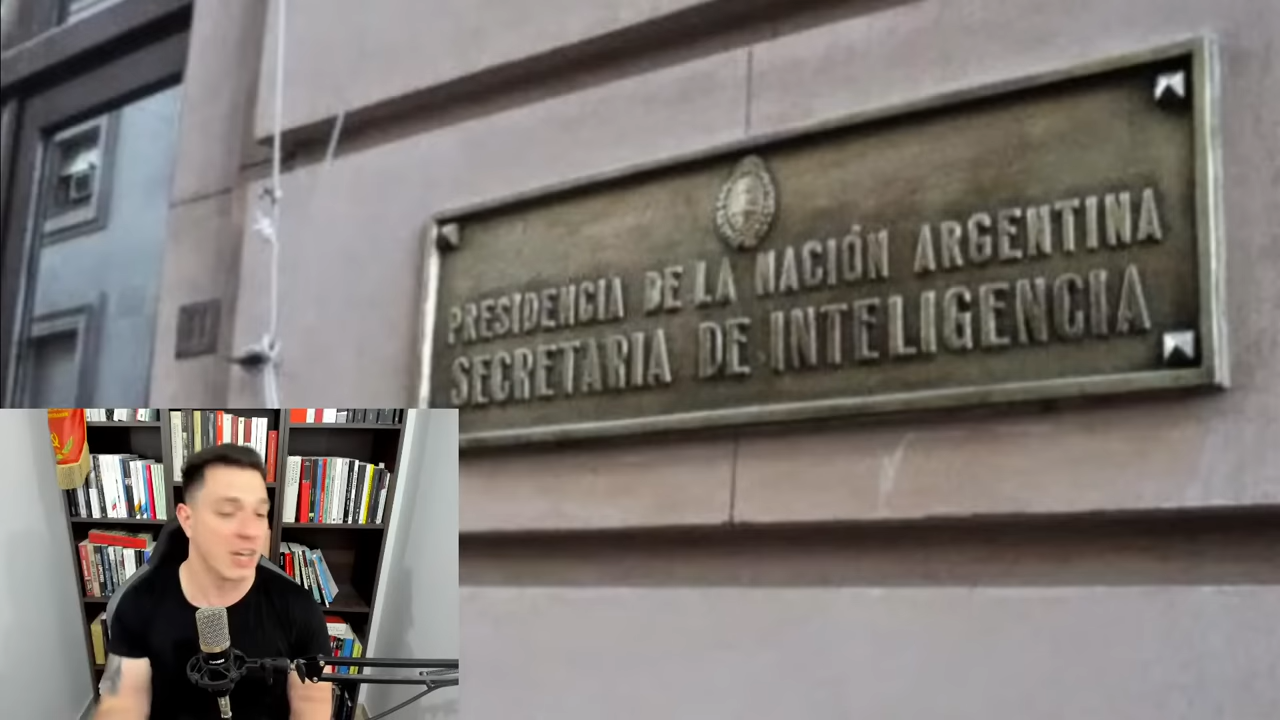 PRESIDENCIA DE LA NACIÓN ARGENTINA
SECRETARIA DE INTELIGENCIA